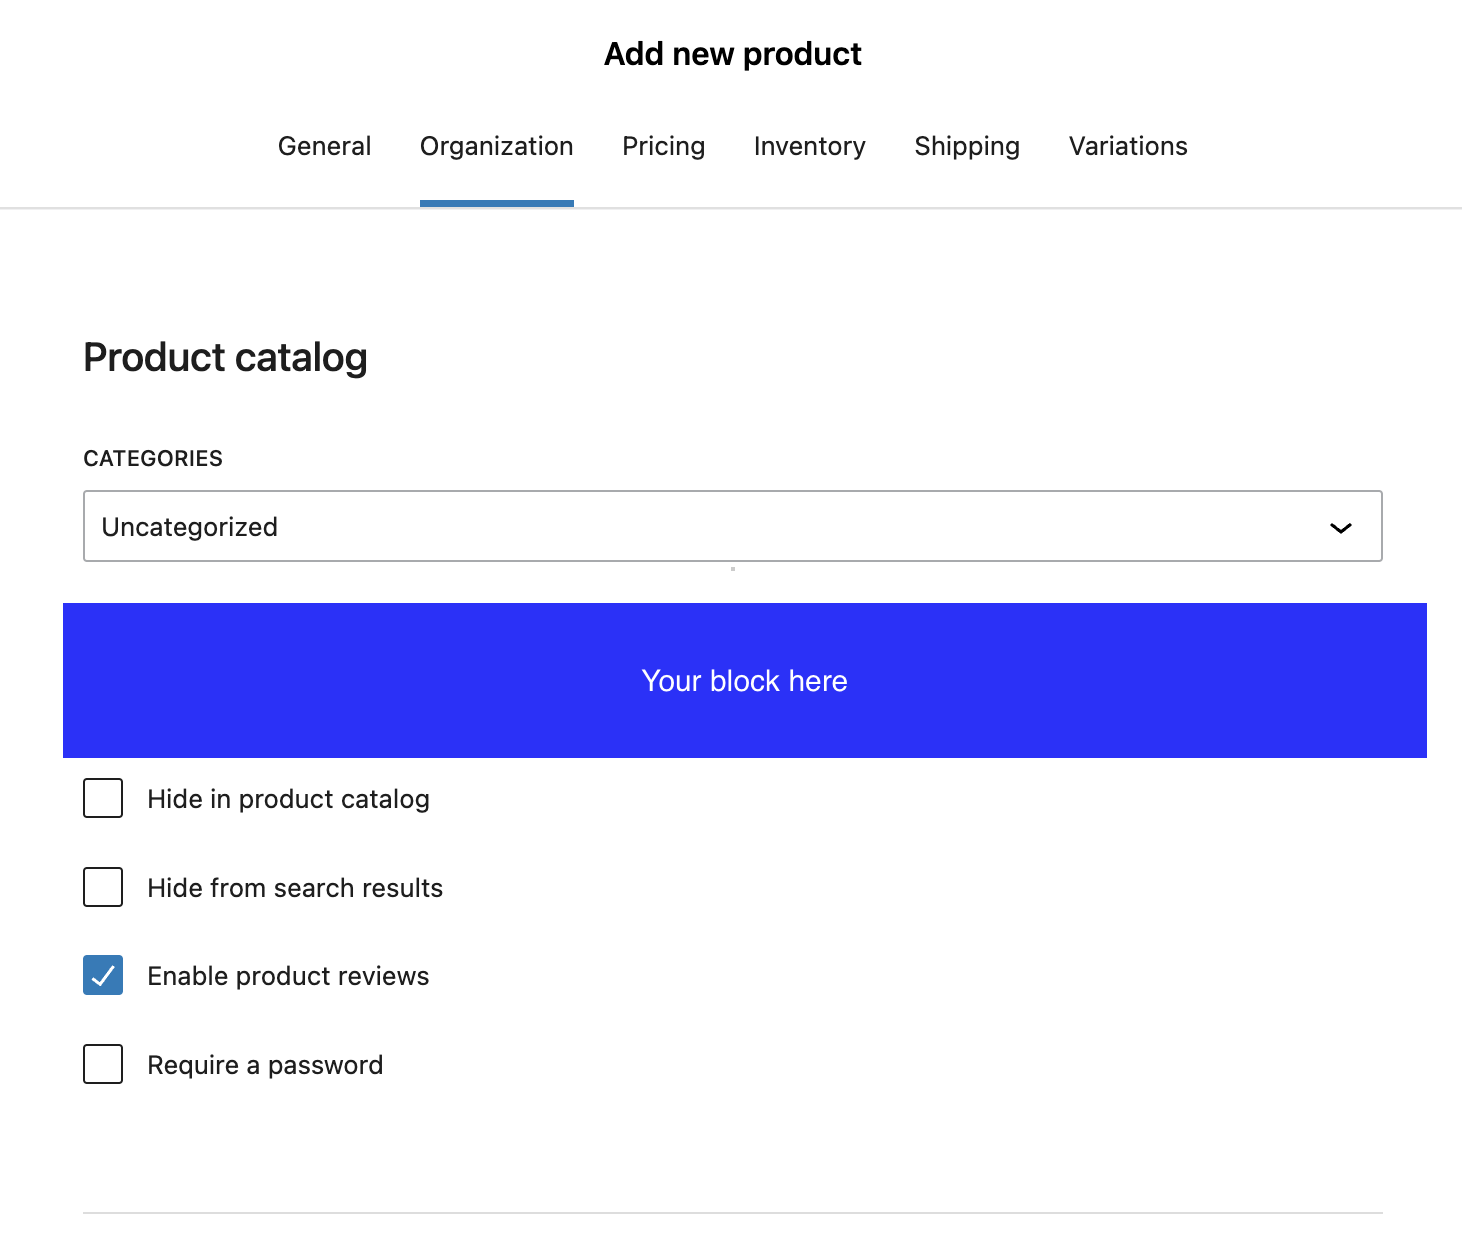 Add new product
General Organization Pricing Inventory Shipping Variations
Product catalog
CATEGORIES
Uncategorized
Your block here
Hide in product catalog
Hide from search results
Enable product reviews
Require a password